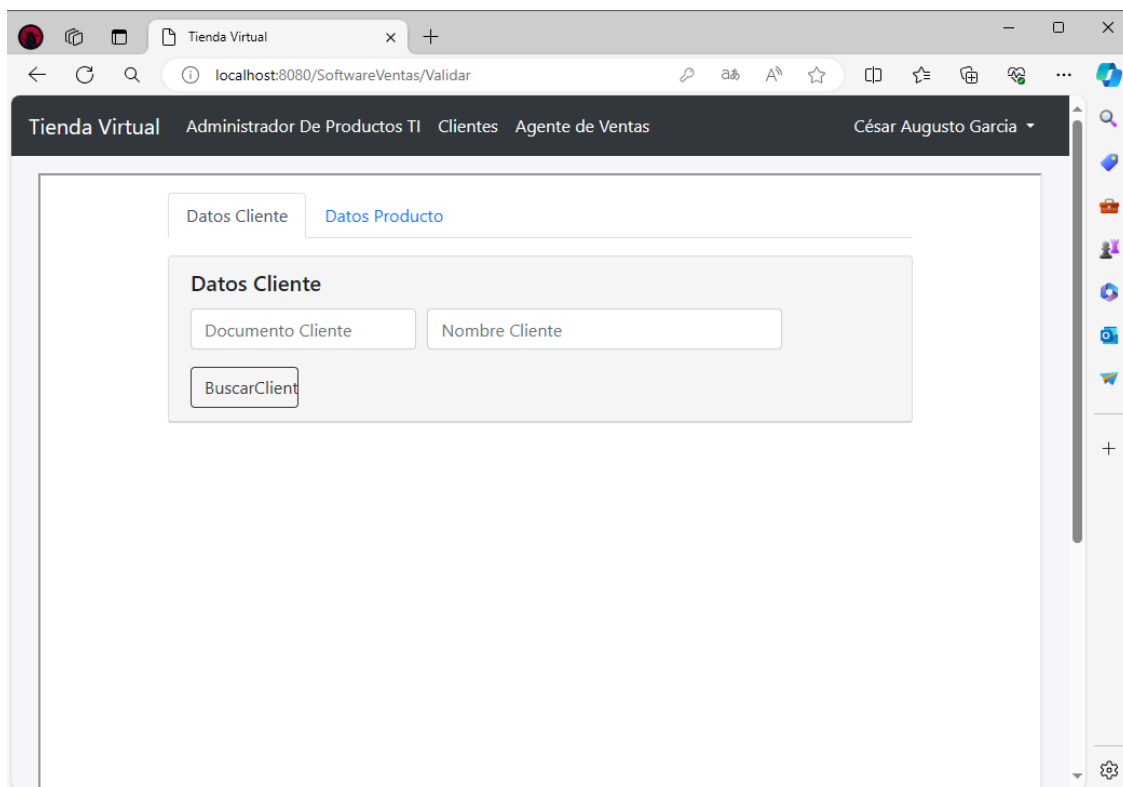 Tienda Virtual
localhost:8080/SoftwareVentas/Validar
Tienda Virtual Administrador De Productos TI Clientes Agente de Ventas César Augusto Garcia
Datos Cliente Datos Producto
Datos Cliente
Documento Cliente Nombre Cliente
BuscarClient